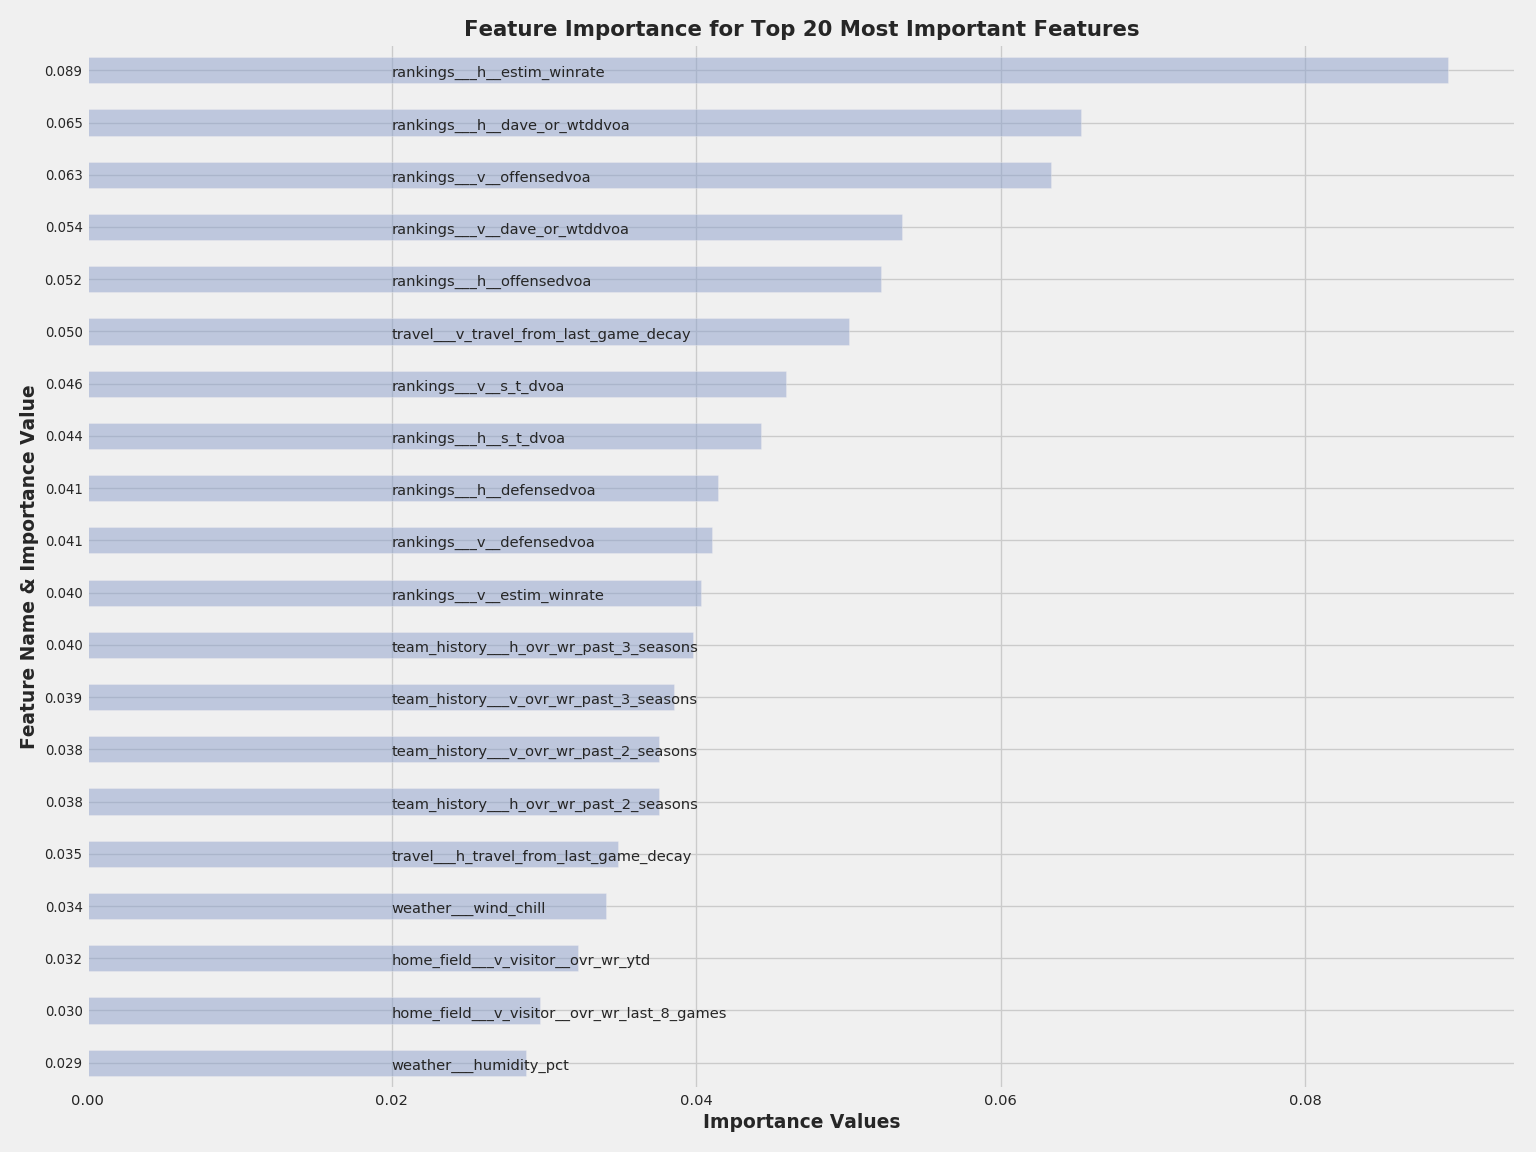 Feature Importance for Top 20 Most Important Features
0.089 rankings___h__estim_winrate
0.065 rankings___h__dave_or_wtddvoa
0.063 rankings___v__offensedvoa
0.054 rankings___v__dave_or_wtddvoa
0.052 rankings___h__offensedvoa
0.050 travel___v_travel_from_last_game_decay
0.046 rankings___v__s_t_dvoa
0.044 rankings___h__s_t_dvoa
0.041 rankings___h__defensedvoa
0.041 rankings___v__defensedvoa
0.040 rankings___v__estim_winrate
0.040 team_history___h_ovr_wr_past_3_seasons
0.039 team_history___v_ovr_wr_past_3_seasons
0.038 team_history___v_ovr_wr_past_2_seasons
0.038 team_history___h_ovr_wr_past_2_seasons
0.035 travel___h_travel_from_last_game_decay
0.034 weather___wind_chill
0.032 home_field___v_visitor__ovr_wr_ytd
0.030 home_field___v_visitor__ovr_wr_last_8_games
0.029 weather___humidity_pct
Feature Name & Importance Value
0.00 0.02 0.04 0.06 0.08
Importance Values